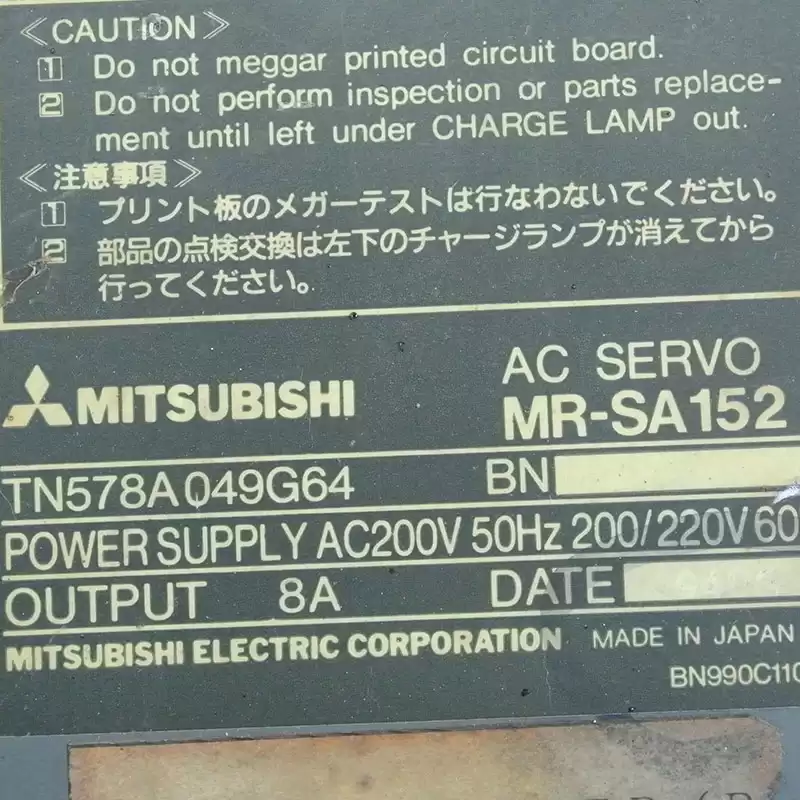 ≪CAUTION≫
1 Do not meggar printed circuit board.
2 Do not perform inspection or parts replace-
ment until left under CHARGE LAMP out.
≪注意事項≫
1 プリント板のメガーテストは行なわないでください。
2 部品の点検交換は左下のチャージランプが消えてから
行ってください。
AC SERVO
MITSUBISHI MR-SA152
TN578A049G64 BN
POWER SUPPLY AC200V 50Hz 200/220V 60
OUTPUT 8A DATE
MITSUBISHI ELECTRIC CORPORATION MADE IN JAPAN
BN990C110